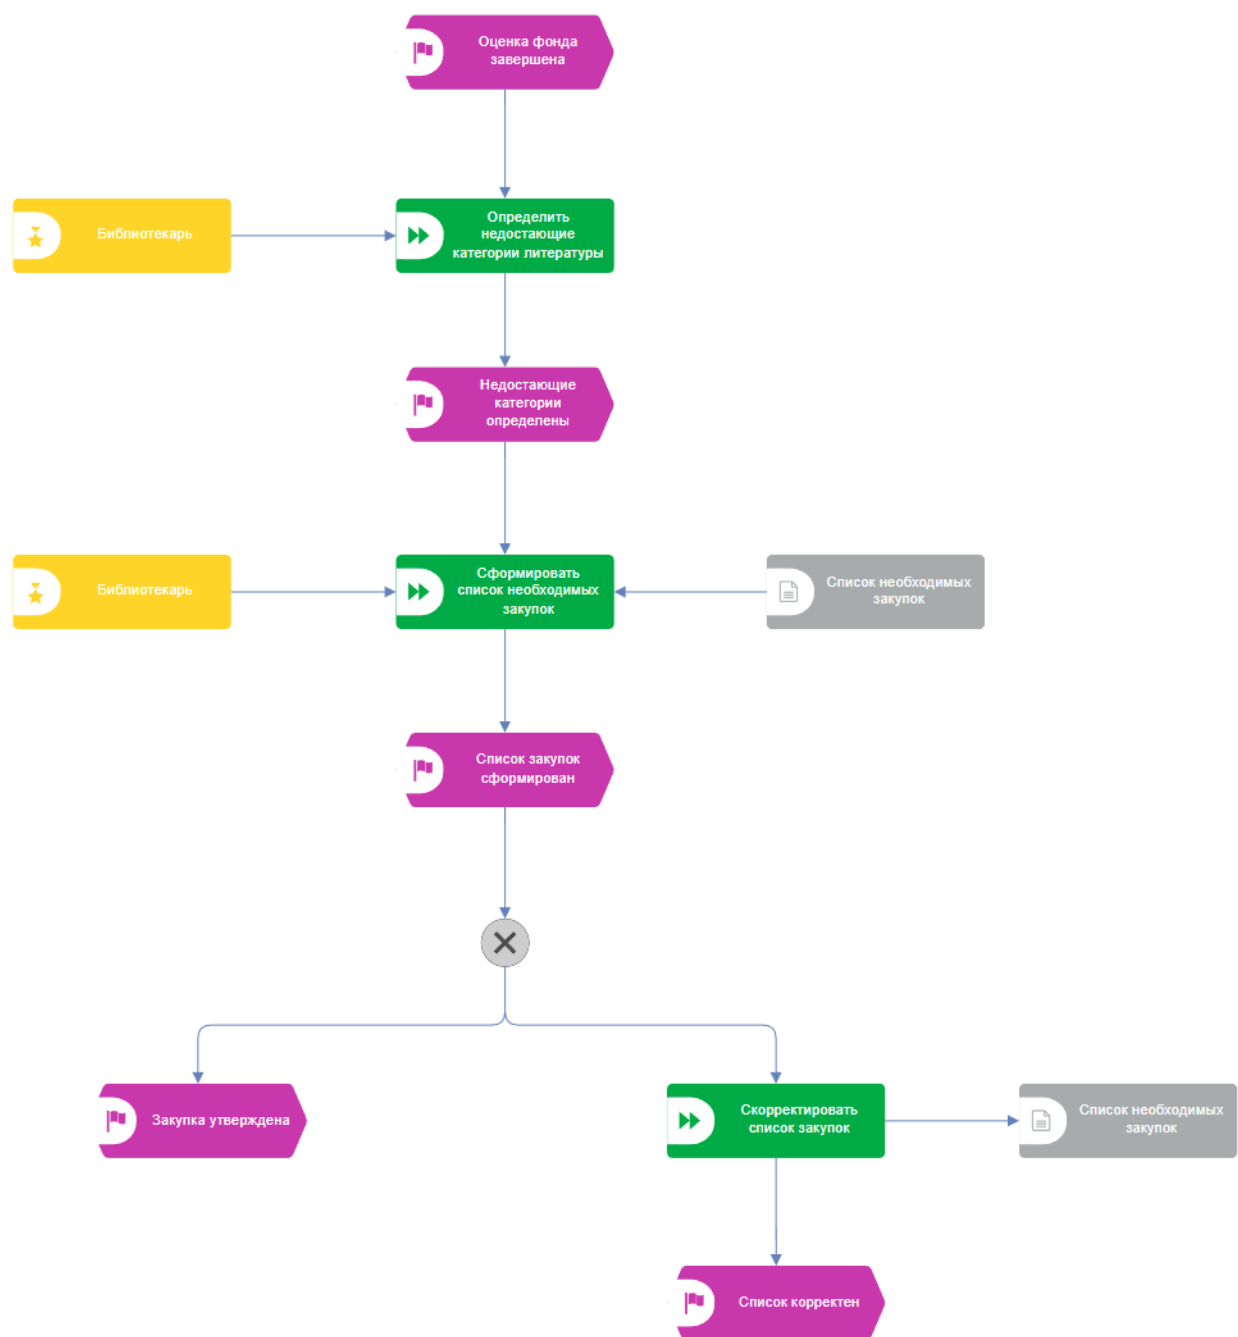 Оценка фонда
завершена
Библиотекарь
Определить
недостающие
категории литературы
Недостающие
категории
определены
Библиотекарь
Сформировать
список необходимых
закупок
Список необходимых
закупок
Список закупок
сформирован
Закупка утверждена
Скорректировать
список закупок
Список необходимых
закупок
Список корректен